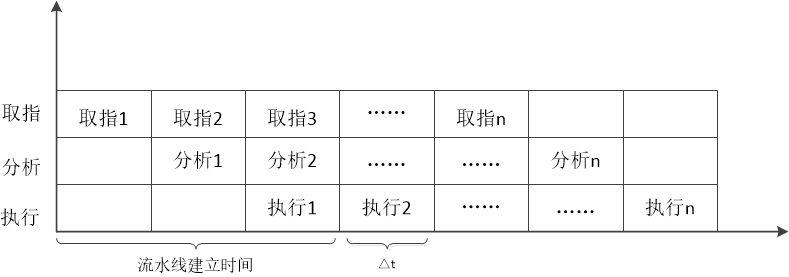 取指 取指1 取指2 取指3 …… 取指n
分析 分析1 分析2 …… …… 分析n
执行 执行1 执行2 …… …… 执行n
流水线建立时间 △t